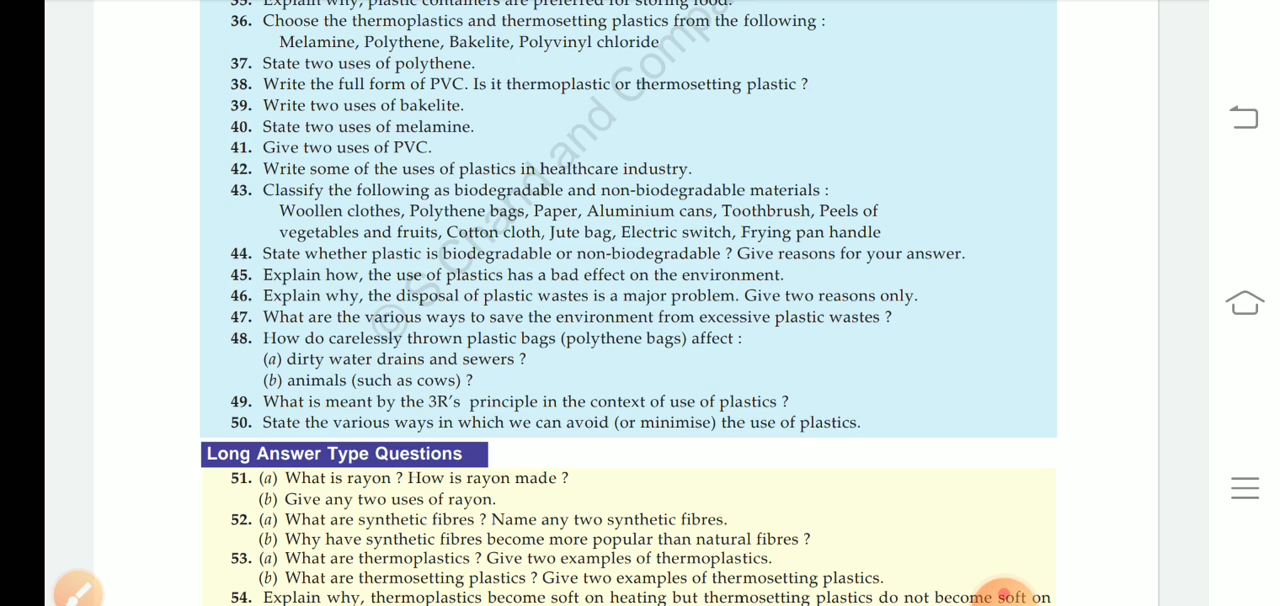 35. Explain why, plastic containers are preferred for storing food.
36. Choose the thermoplastics and thermosetting plastics from the following :
Melamine, Polythene, Bakelite, Polyvinyl chloride
37. State two uses of polythene.
38. Write the full form of PVC. Is it thermoplastic or thermosetting plastic ?
39. Write two uses of bakelite.
40. State two uses of melamine.
41. Give two uses of PVC.
42. Write some of the uses of plastics in healthcare industry.
43. Classify the following as biodegradable and non-biodegradable materials :
Woollen clothes, Polythene bags, Paper, Aluminium cans, Toothbrush, Peels of
vegetables and fruits, Cotton cloth, Jute bag, Electric switch, Frying pan handle
44. State whether plastic is biodegradable or non-biodegradable ? Give reasons for your answer.
45. Explain how, the use of plastics has a bad effect on the environment.
46. Explain why, the disposal of plastic wastes is a major problem. Give two reasons only.
47. What are the various ways to save the environment from excessive plastic wastes ?
48. How do carelessly thrown plastic bags (polythene bags) affect :
(a) dirty water drains and sewers ?
(b) animals (such as cows) ?
49. What is meant by the 3R's principle in the context of use of plastics ?
50. State the various ways in which we can avoid (or minimise) the use of plastics.
Long Answer Type Questions
51. (a) What is rayon ? How is rayon made ?
(b) Give any two uses of rayon.
52. (a) What are synthetic fibres ? Name any two synthetic fibres.
(b) Why have synthetic fibres become more popular than natural fibres ?
53. (a) What are thermoplastics ? Give two examples of thermoplastics.
(b) What are thermosetting plastics ? Give two examples of thermosetting plastics.
54. Explain why, thermoplastics become soft on heating but thermosetting plastics do not become soft on
© S Chand and Compa